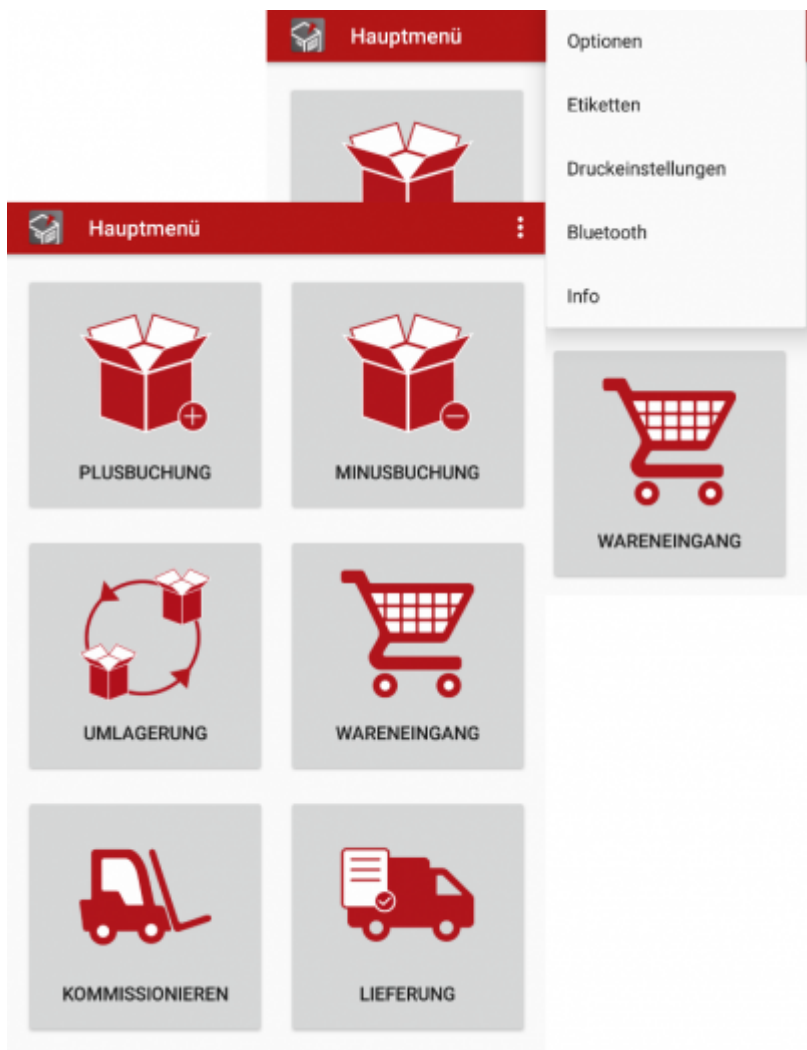 Hauptmenü
Optionen
Etiketten
Druckeinstellungen
Bluetooth
Info
Hauptmenü
PLUSBUCHUNG
MINUSBUCHUNG
WARENEINGANG
UMLAGERUNG
WARENEINGANG
KOMMISSIONIEREN
LIEFERUNG